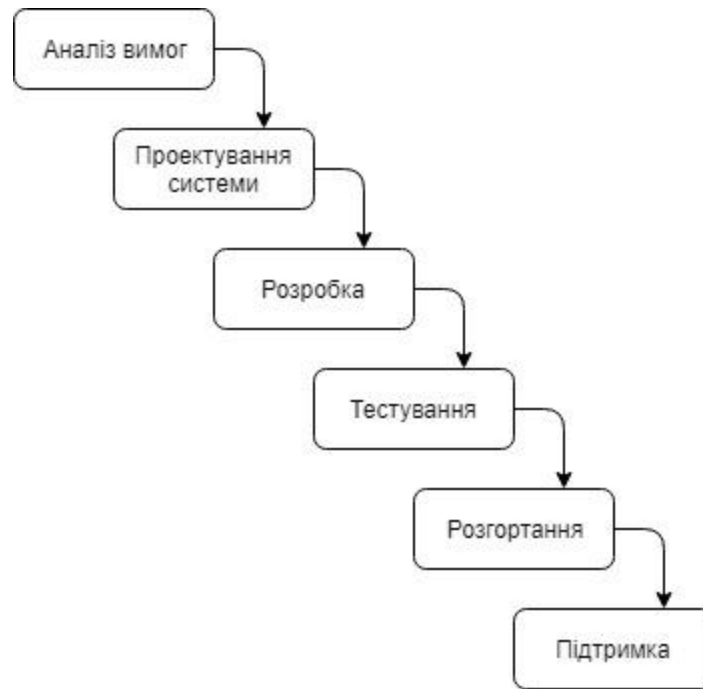 Аналіз вимог
Проектування
системи
Розробка
Тестування
Розгортання
Підтримка